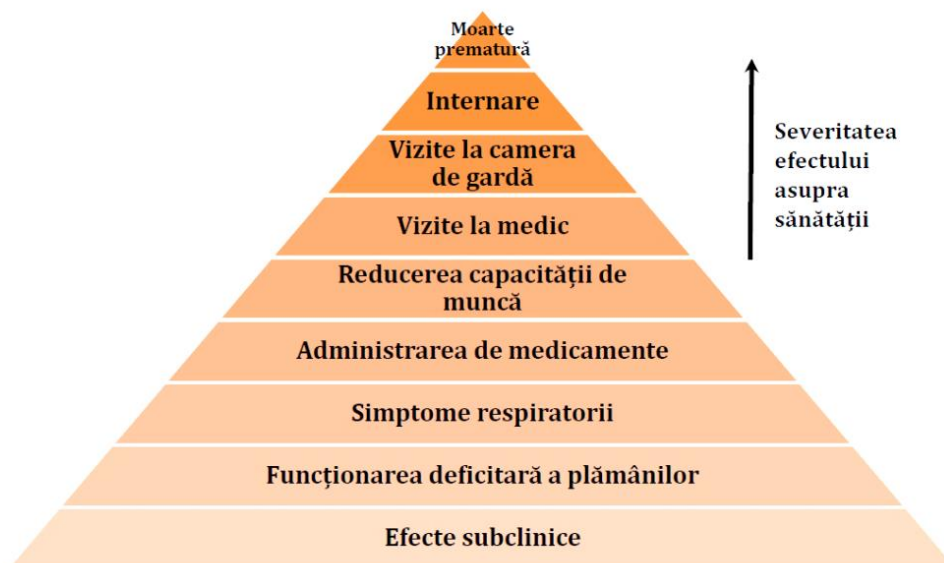 Moarte
prematură
Internare
Vizite la camera
de gardă
Vizite la medic
Reducerea capacității de
muncă
Administrarea de medicamente
Simptome respiratorii
Funcționarea deficitară a plămânilor
Efecte subclinice
Severitatea
efectului
asupra
sănătății